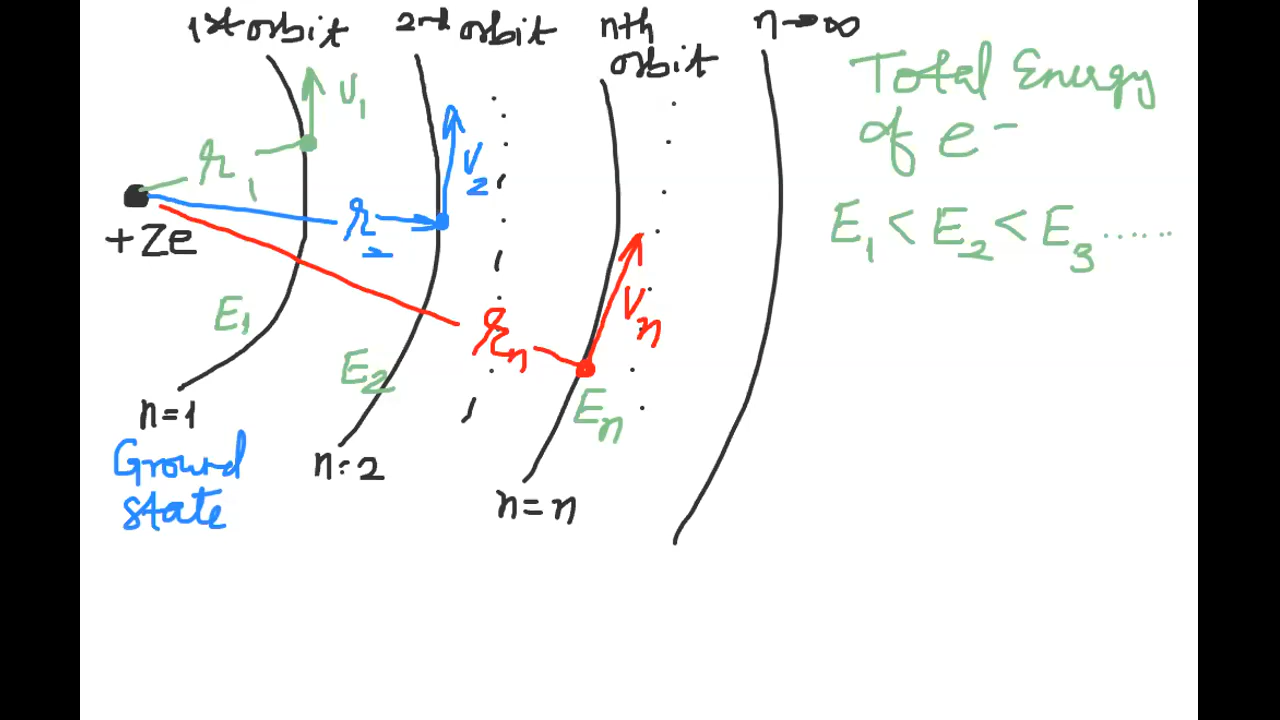 1st orbit
2nd orbit
nth
orbit
n→∞
Total Energy
of e⁻
E₁ < E₂ < E₃ ......
v₁
r₁
v₂
r₂
+Ze
vₙ
rₙ
E₁
E₂
Eₙ
n=1
Ground
state
n=2
n=n